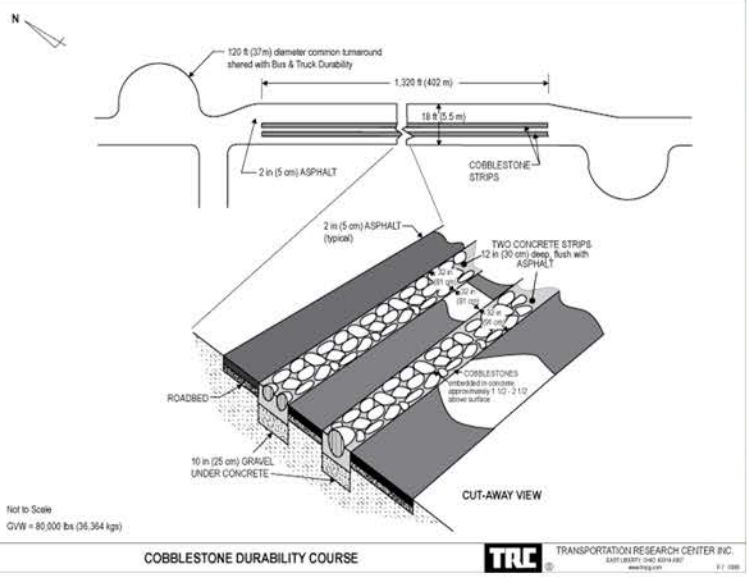 N
120 ft (37m) diameter common turnaround
shared with Bus & Truck Durability
1,320 ft (402 m)
18 ft (5.5 m)
2 in (5 cm) ASPHALT
COBBLESTONE
STRIPS
2 in (5 cm) ASPHALT
(typical)
TWO CONCRETE STRIPS
12 in (30 cm) deep, flush with
ASPHALT
32 in
(81 cm)
32 in
(81 cm)
32 in
COBBLESTONES
embedded in concrete
approximately 1 1/2 - 2 1/2
above surface
ROADBED
10 in (25 cm) GRAVEL
UNDER CONCRETE
CUT-AWAY VIEW
Not to Scale
GVW = 80,000 lbs (36,364 kgs)
COBBLESTONE DURABILITY COURSE
TRC ®
TRANSPORTATION RESEARCH CENTER INC.
EAST LIBERTY, OHIO